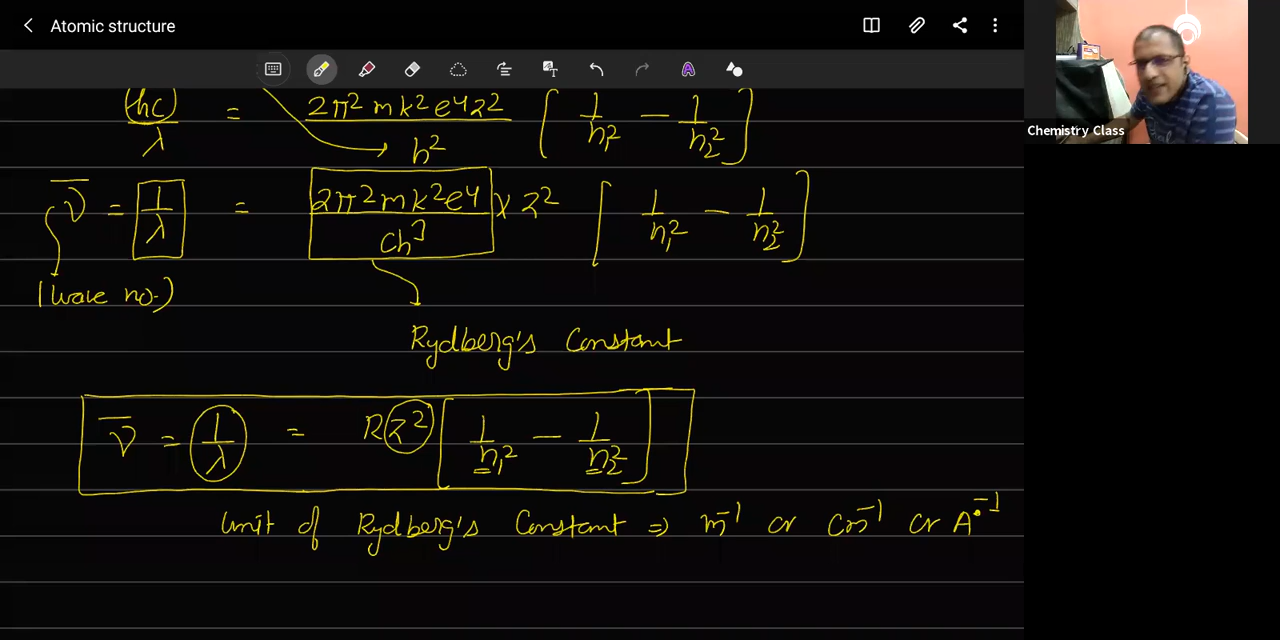 Atomic structure
(hc)/λ = 2π²mk²e⁴z²/h² [1/n₁² − 1/n₂²]
Chemistry Class
ν̅ = 1/λ = 2π²mk²e⁴/ch³ × z² [1/n₁² − 1/n₂²]
(wave no.)
Rydberg's Constant
ν̅ = 1/λ = RZ² [1/n₁² − 1/n₂²]
Unit of Rydberg's Constant ⇒ m⁻¹ or cm⁻¹ or A°⁻¹